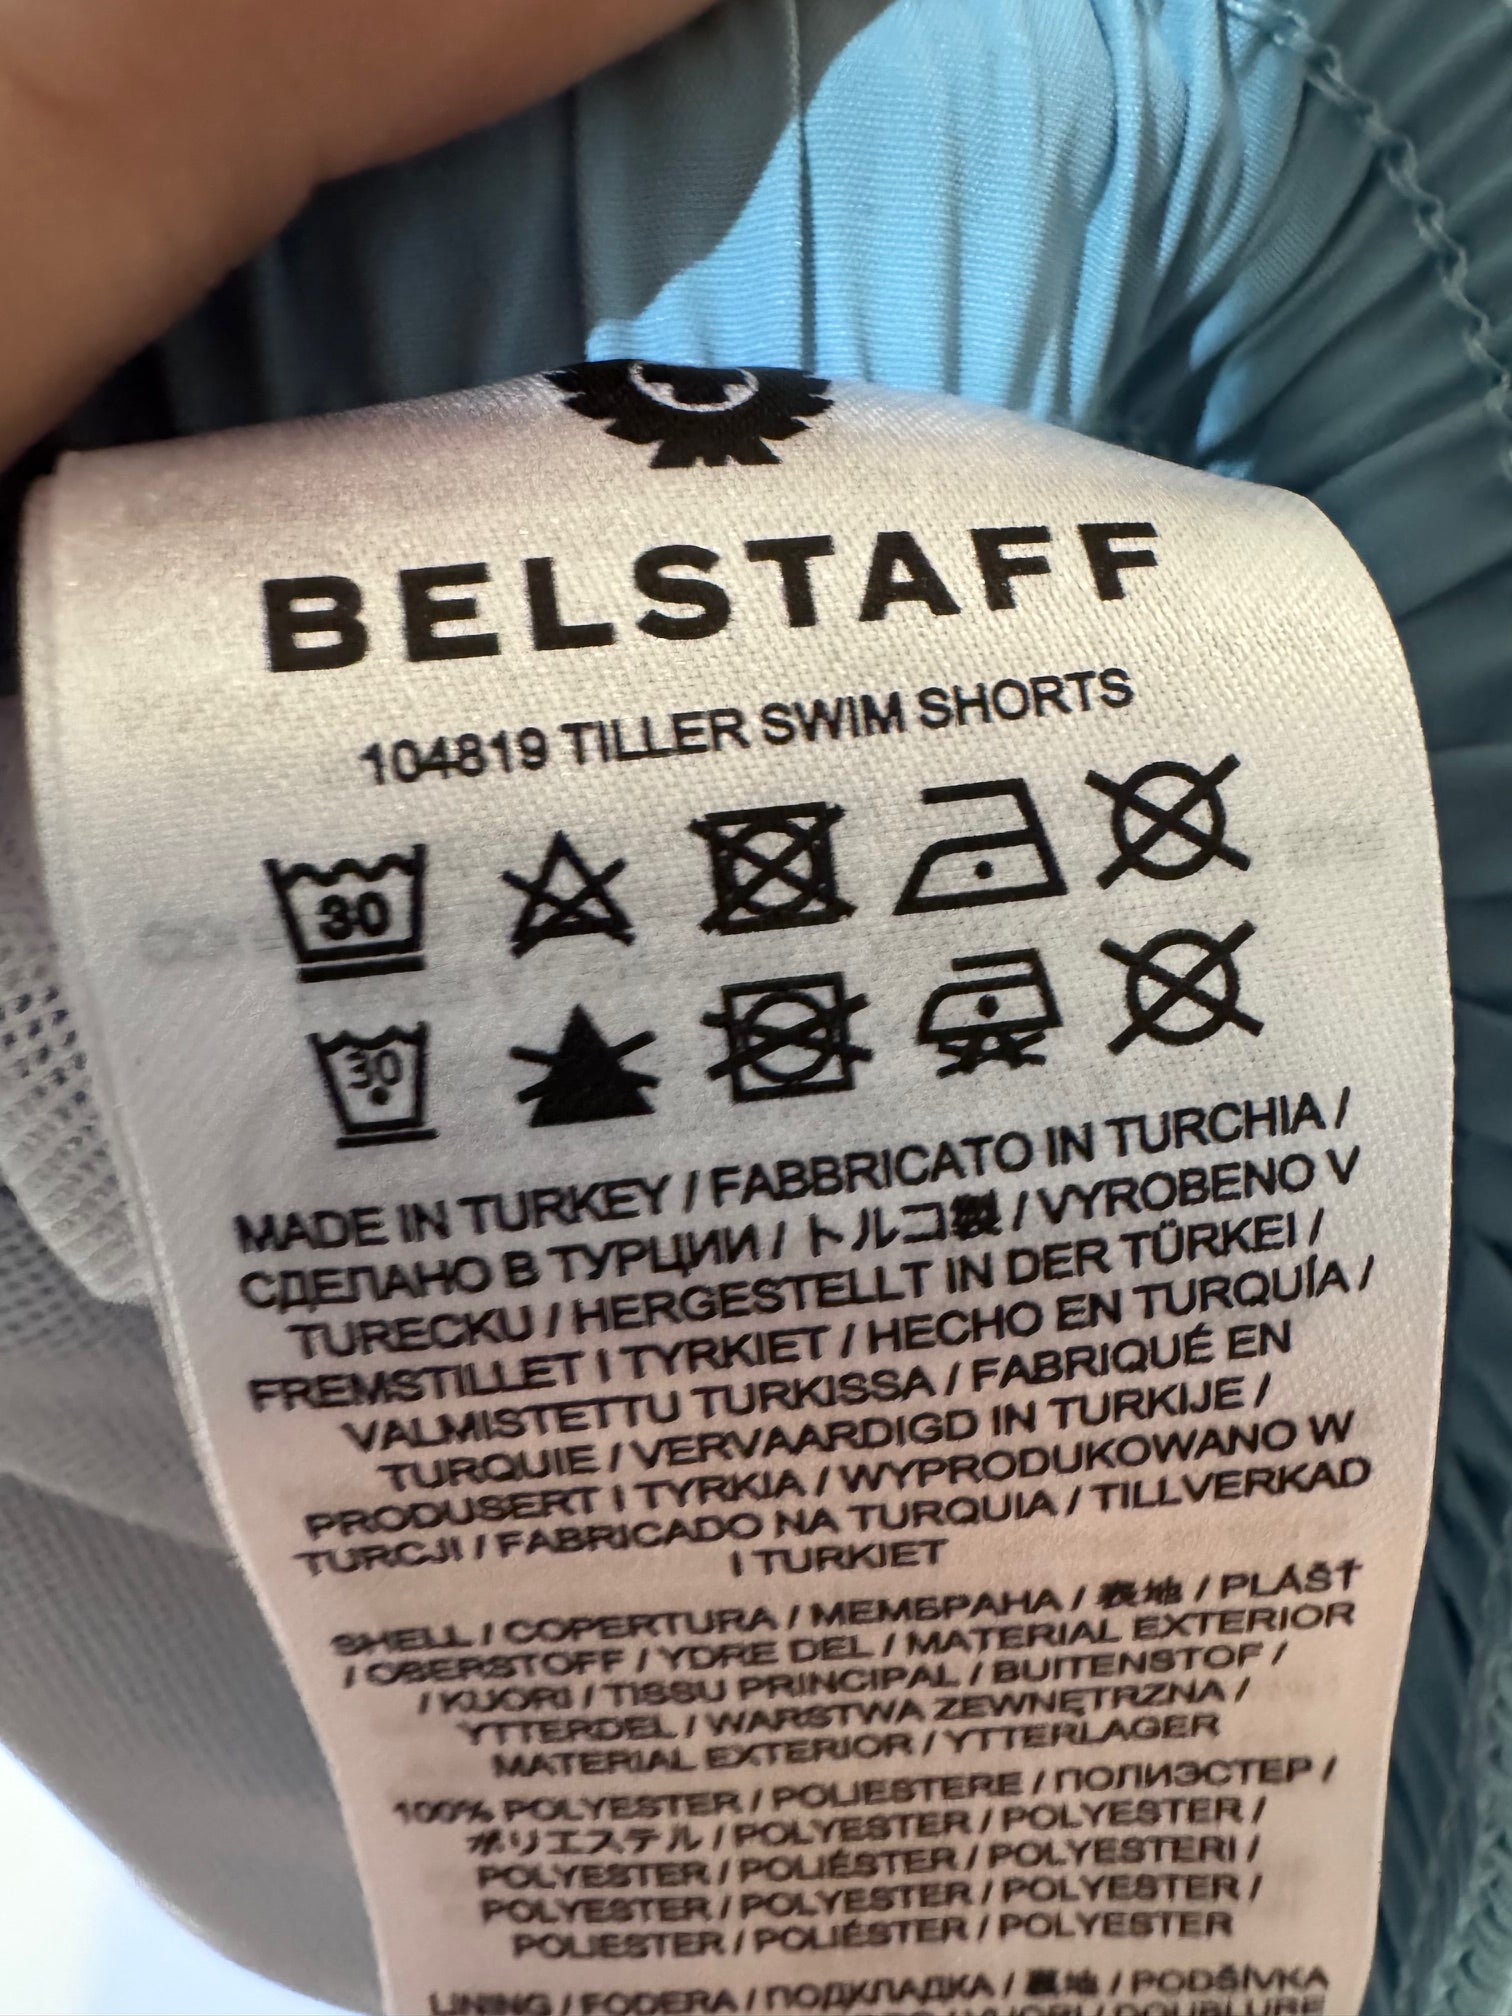 BELSTAFF
104819 TILLER SWIM SHORTS
30
30
MADE IN TURKEY / FABBRICATO IN TURCHIA /
СДЕЛАНО В ТУРЦИИ / トルコ製 / VYROBENO V
TURECKU / HERGESTELLT IN DER TÜRKEI /
FREMSTILLET I TYRKIET / HECHO EN TURQUÍA /
VALMISTETTU TURKISSA / FABRIQUÉ EN
TURQUIE / VERVAARDIGD IN TURKIJE /
PRODUSERT I TYRKIA / WYPRODUKOWANO W
TURCJI / FABRICADO NA TURQUIA / TILLVERKAD
I TURKIET
SHELL / COPERTURA / МЕМБРАНА / 表地 / PLÁŠŤ
/ OBERSTOFF / YDRE DEL / MATERIAL EXTERIOR
/ KUORI / TISSU PRINCIPAL / BUITENSTOF /
YTTERDEL / WARSTWA ZEWNĘTRZNA /
MATERIAL EXTERIOR / YTTERLAGER
100% POLYESTER / POLIESTERE / ПОЛИЭСТЕР /
ポリエステル / POLYESTER / POLYESTER /
POLYESTER / POLIÉSTER / POLYESTERI /
POLYESTER / POLYESTER / POLYESTER /
POLIESTER / POLIÉSTER / POLYESTER
LINING / FODERA / ПОДКЛАДКА / 裏地 / PODŠÍVKA
/ KUORI / DOUBLURE